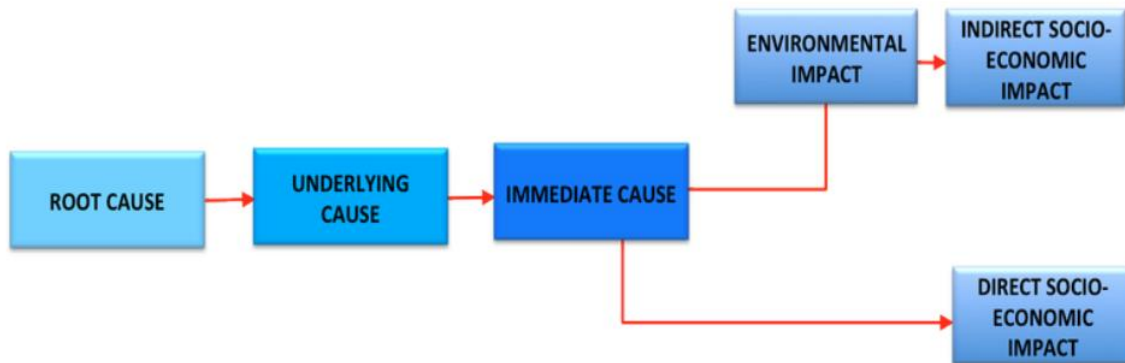 ROOT CAUSE
UNDERLYING
CAUSE
IMMEDIATE CAUSE
ENVIRONMENTAL
IMPACT
INDIRECT SOCIO-
ECONOMIC
IMPACT
DIRECT SOCIO-
ECONOMIC
IMPACT